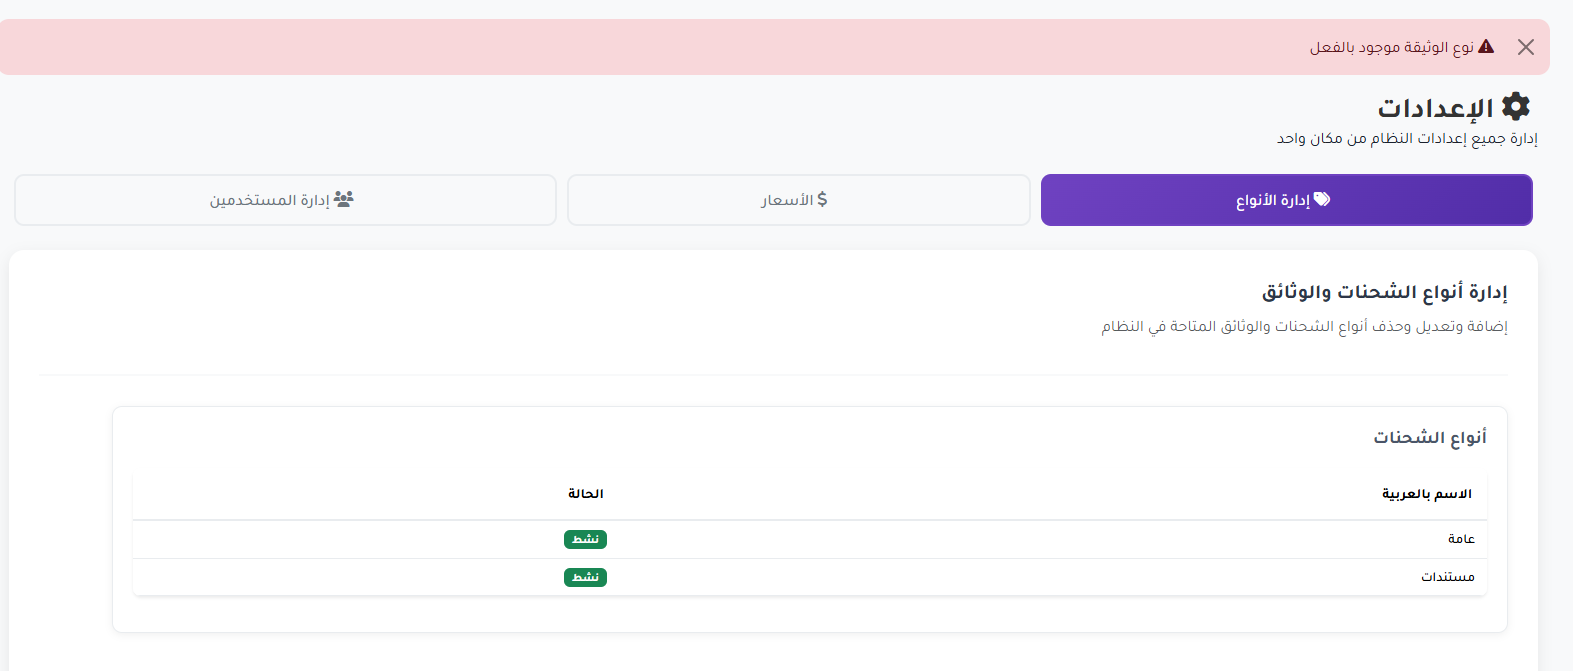 نوع الوثيقة موجود بالفعل
الإعدادات
إدارة جميع إعدادات النظام من مكان واحد
إدارة الأنواع
الأسعار
إدارة المستخدمين
إدارة أنواع الشحنات والوثائق
إضافة وتعديل وحذف أنواع الشحنات والوثائق المتاحة في النظام
أنواع الشحنات
الاسم بالعربية الحالة
عامة نشط
مستندات نشط